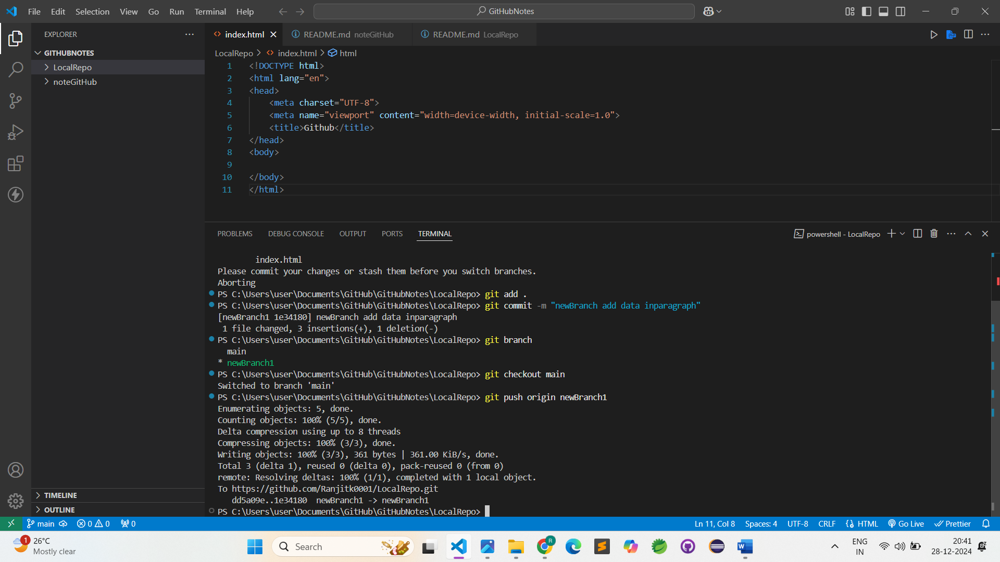 File Edit Selection View Go Run Terminal Help
GitHubNotes
EXPLORER
GITHUBNOTES
LocalRepo
noteGitHub
TIMELINE
OUTLINE
index.html
README.md noteGitHub
README.md LocalRepo
LocalRepo > index.html > html
1 <!DOCTYPE html>
2 <html lang="en">
3 <head>
4 <meta charset="UTF-8">
5 <meta name="viewport" content="width=device-width, initial-scale=1.0">
6 <title>Github</title>
7 </head>
8 <body>
9
10 </body>
11 </html>
PROBLEMS DEBUG CONSOLE OUTPUT PORTS TERMINAL
powershell - LocalRepo
index.html
Please commit your changes or stash them before you switch branches.
Aborting
PS C:\Users\user\Documents\GitHub\GitHubNotes\LocalRepo> git add .
PS C:\Users\user\Documents\GitHub\GitHubNotes\LocalRepo> git commit -m "newBranch add data inparagraph"
[newBranch1 1e34180] newBranch add data inparagraph
1 file changed, 3 insertions(+), 1 deletion(-)
PS C:\Users\user\Documents\GitHub\GitHubNotes\LocalRepo> git branch
main
* newBranch1
PS C:\Users\user\Documents\GitHub\GitHubNotes\LocalRepo> git checkout main
Switched to branch 'main'
PS C:\Users\user\Documents\GitHub\GitHubNotes\LocalRepo> git push origin newBranch1
Enumerating objects: 5, done.
Counting objects: 100% (5/5), done.
Delta compression using up to 8 threads
Compressing objects: 100% (3/3), done.
Writing objects: 100% (3/3), 361 bytes | 361.00 KiB/s, done.
Total 3 (delta 1), reused 0 (delta 0), pack-reused 0 (from 0)
remote: Resolving deltas: 100% (1/1), completed with 1 local object.
To https://github.com/Ranjitk0001/LocalRepo.git
dd5a09e..1e34180 newBranch1 -> newBranch1
PS C:\Users\user\Documents\GitHub\GitHubNotes\LocalRepo>
main 0 0 0
Ln 11, Col 8 Spaces: 4 UTF-8 CRLF {} HTML Go Live Prettier
1
26°C
Mostly clear
Search
R
ENG
IN
20:41
28-12-2024